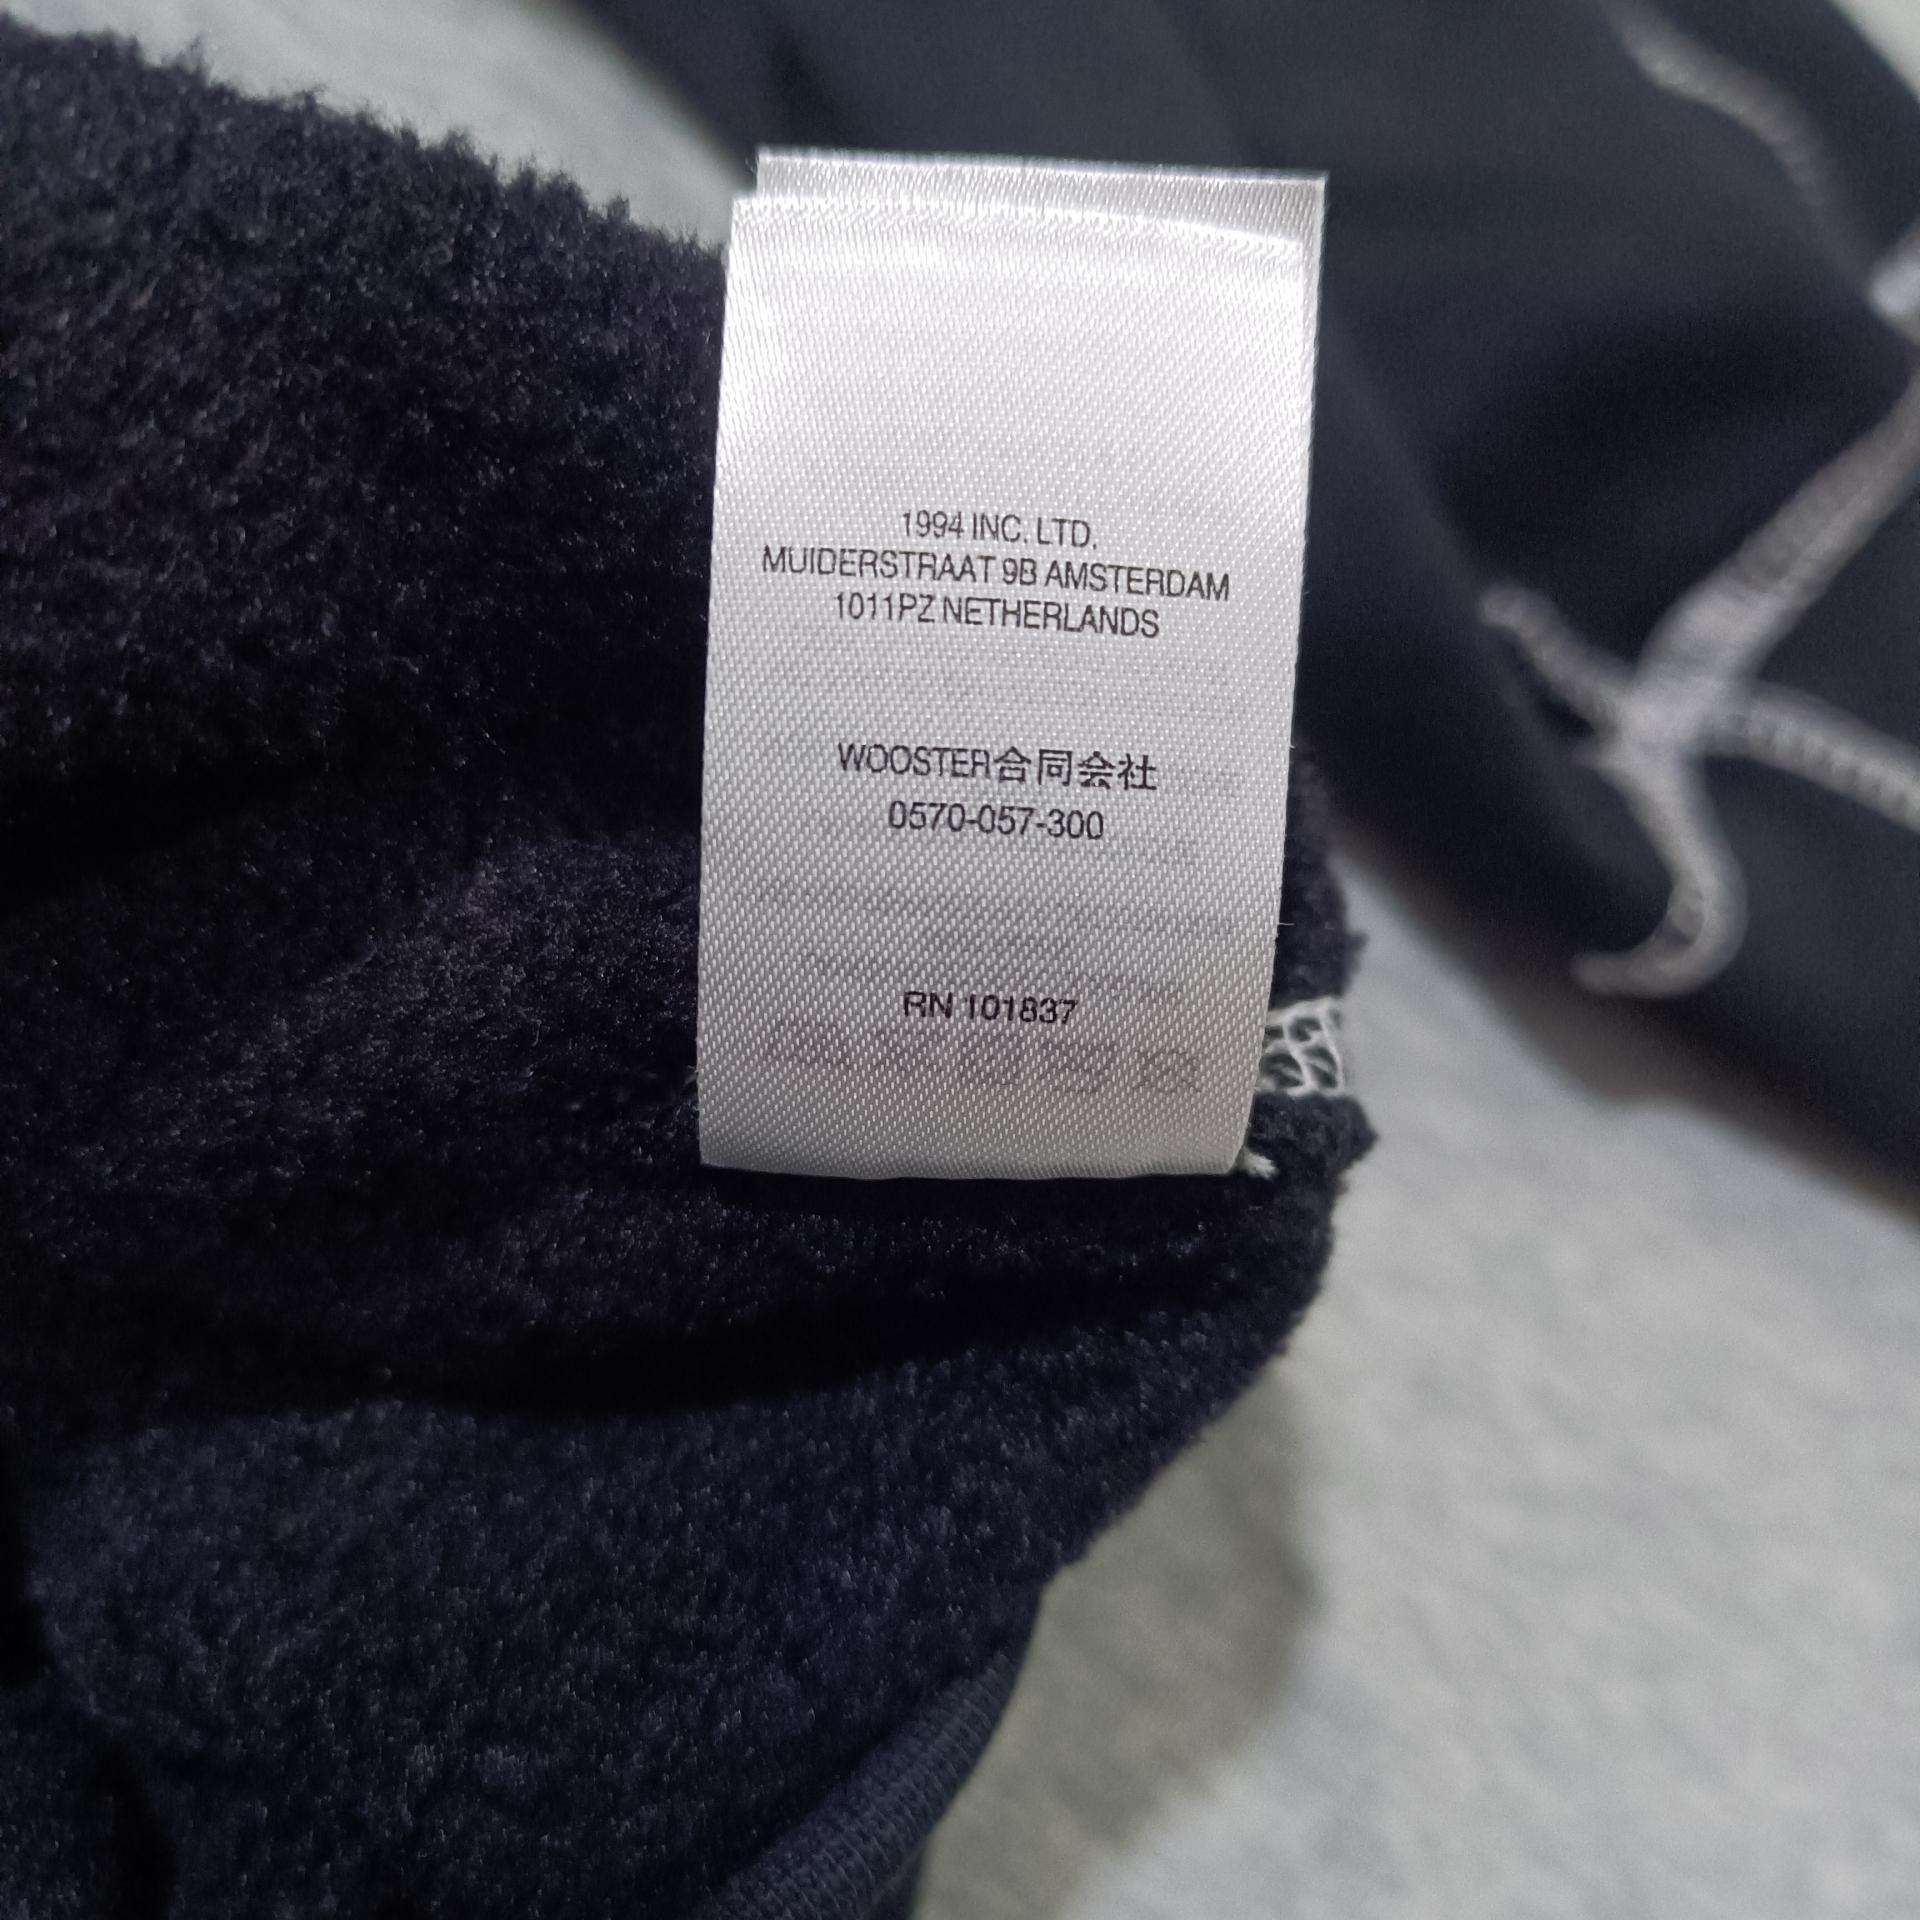 1994 INC. LTD.
MUIDERSTRAAT 9B AMSTERDAM
1011PZ NETHERLANDS
WOOSTER合同会社
0570-057-300
RN 101837